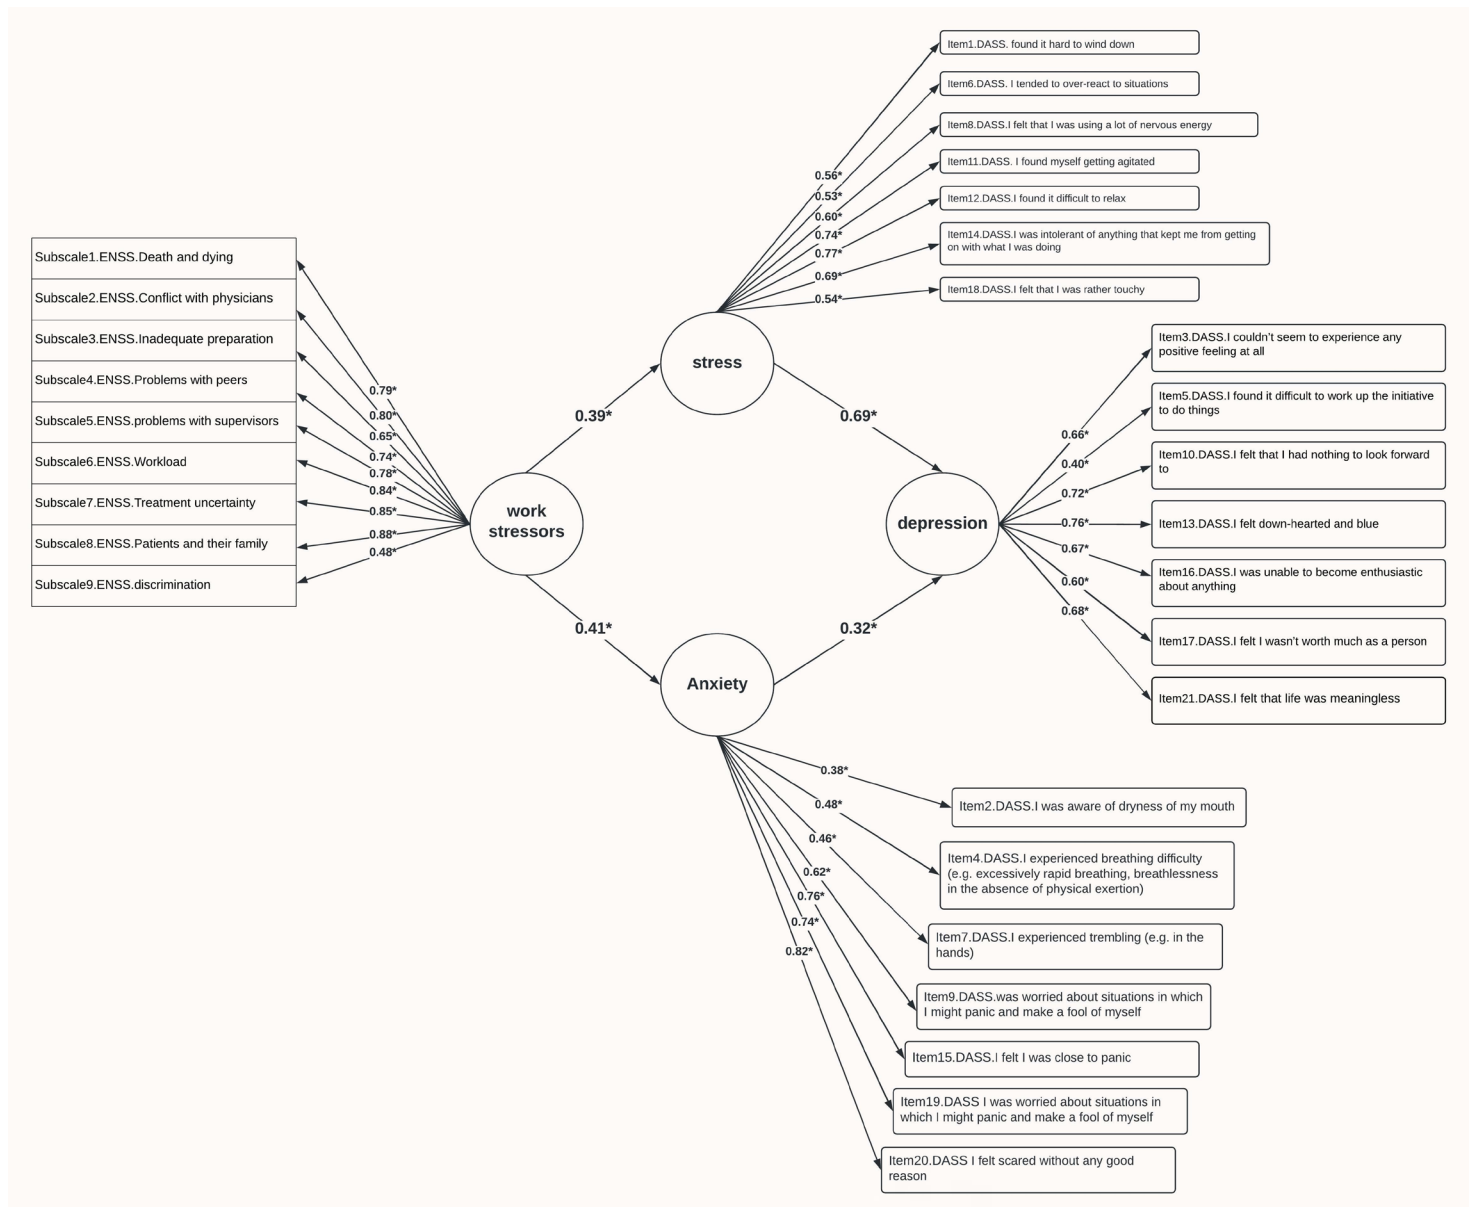 Item1.DASS. found it hard to wind down
Item6.DASS. I tended to over-react to situations
Item8.DASS.I felt that I was using a lot of nervous energy
Item11.DASS. I found myself getting agitated
Item12.DASS.I found it difficult to relax
Item14.DASS.I was intolerant of anything that kept me from getting
on with what I was doing
Item18.DASS.I felt that I was rather touchy
0.56*
0.53*
0.60*
0.74*
0.77*
0.69*
0.54*
Subscale1.ENSS.Death and dying
Subscale2.ENSS.Conflict with physicians
Subscale3.ENSS.Inadequate preparation
Subscale4.ENSS.Problems with peers
Subscale5.ENSS.problems with supervisors
Subscale6.ENSS.Workload
Subscale7.ENSS.Treatment uncertainty
Subscale8.ENSS.Patients and their family
Subscale9.ENSS.discrimination
0.79*
0.80*
0.65*
0.74*
0.78*
0.84*
0.85*
0.88*
0.48*
work
stressors
0.39*
0.41*
stress
Anxiety
0.69*
0.32*
depression
0.66*
0.40*
0.72*
0.76*
0.67*
0.60*
0.68*
Item3.DASS.I couldn't seem to experience any
positive feeling at all
Item5.DASS.I found it difficult to work up the initiative
to do things
Item10.DASS.I felt that I had nothing to look forward
to
Item13.DASS.I felt down-hearted and blue
Item16.DASS.I was unable to become enthusiastic
about anything
Item17.DASS.I felt I wasn't worth much as a person
Item21.DASS.I felt that life was meaningless
0.38*
0.48*
0.46*
0.62*
0.76*
0.74*
0.82*
Item2.DASS.I was aware of dryness of my mouth
Item4.DASS.I experienced breathing difficulty
(e.g. excessively rapid breathing, breathlessness
in the absence of physical exertion)
Item7.DASS.I experienced trembling (e.g. in the
hands)
Item9.DASS.was worried about situations in which
I might panic and make a fool of myself
Item15.DASS.I felt I was close to panic
Item19.DASS I was worried about situations in
which I might panic and make a fool of myself
Item20.DASS I felt scared without any good
reason